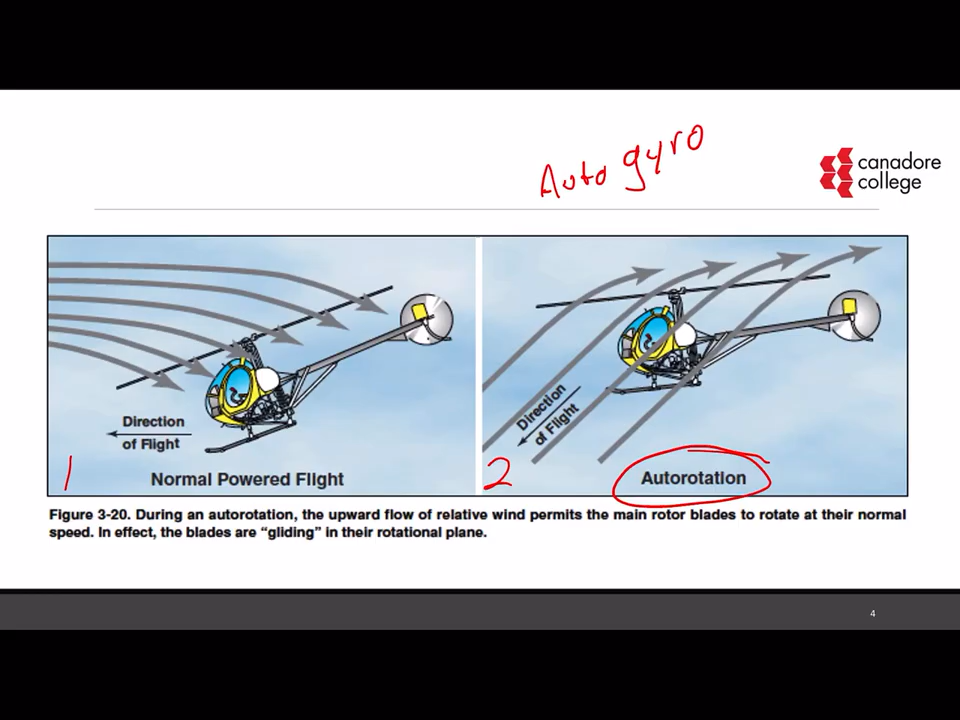 Auto gyro
canadore
college
Direction
of Flight
Normal Powered Flight
1
Direction
of Flight
Autorotation
2
Figure 3-20. During an autorotation, the upward flow of relative wind permits the main rotor blades to rotate at their normal
speed. In effect, the blades are “gliding” in their rotational plane.
4